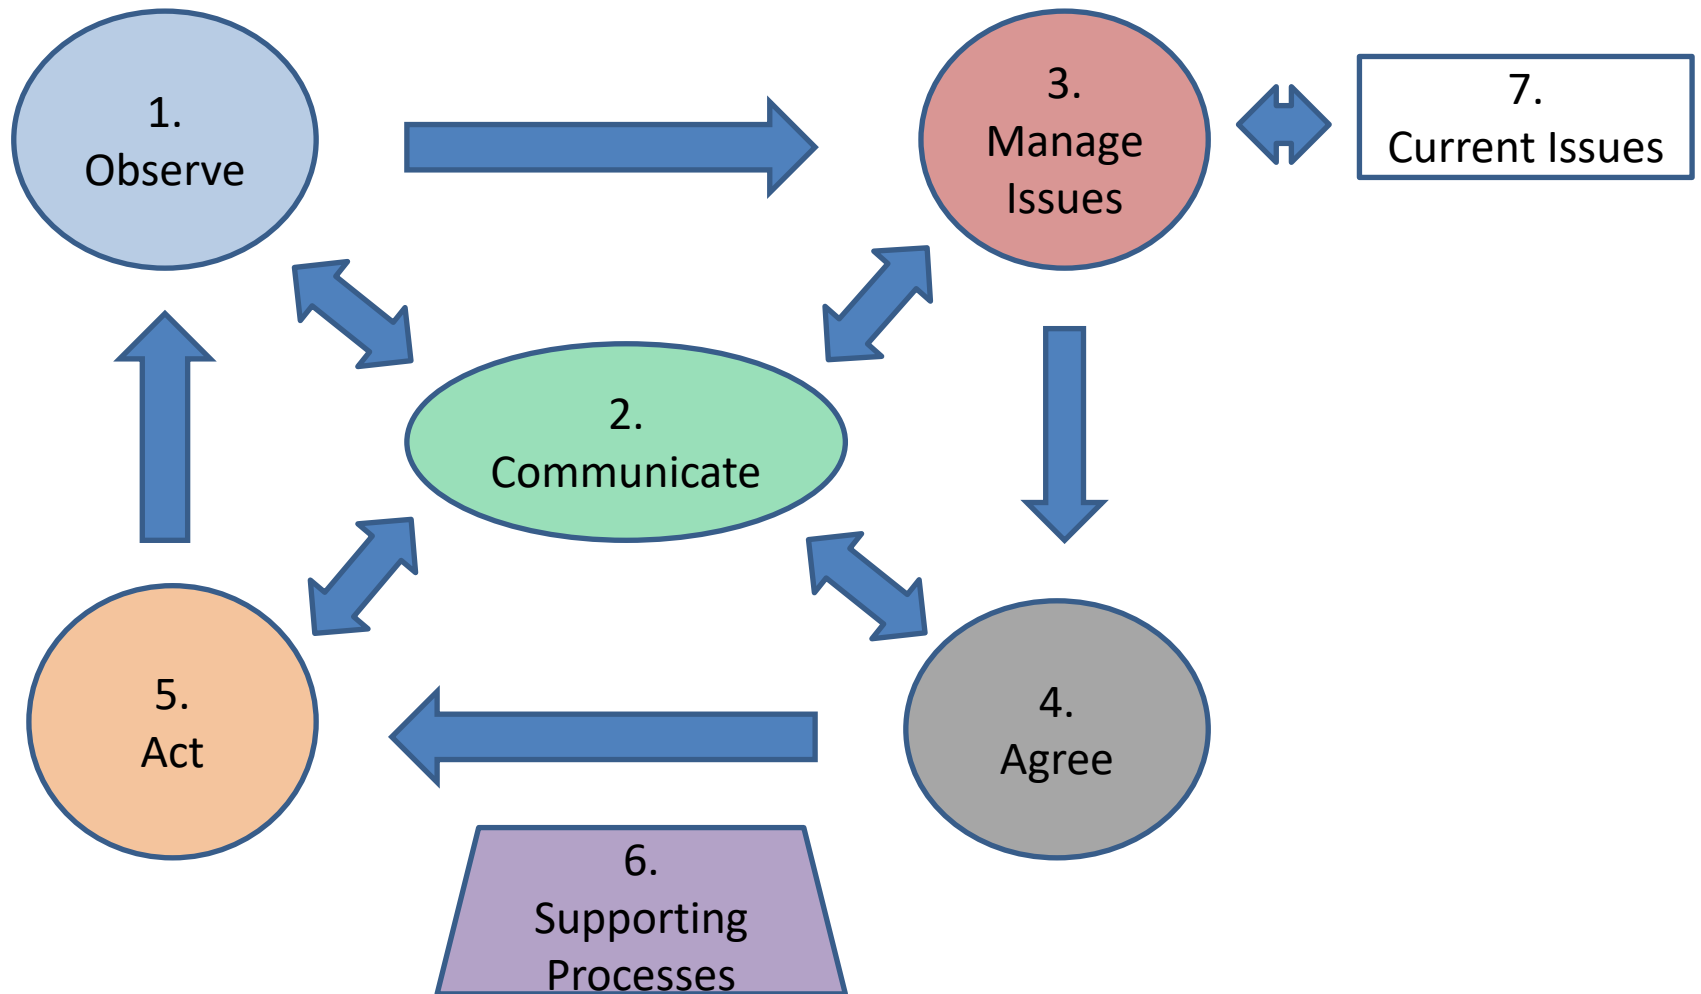 1.
Observe
3.
Manage
Issues
7.
Current Issues
2.
Communicate
5.
Act
4.
Agree
6.
Supporting
Processes